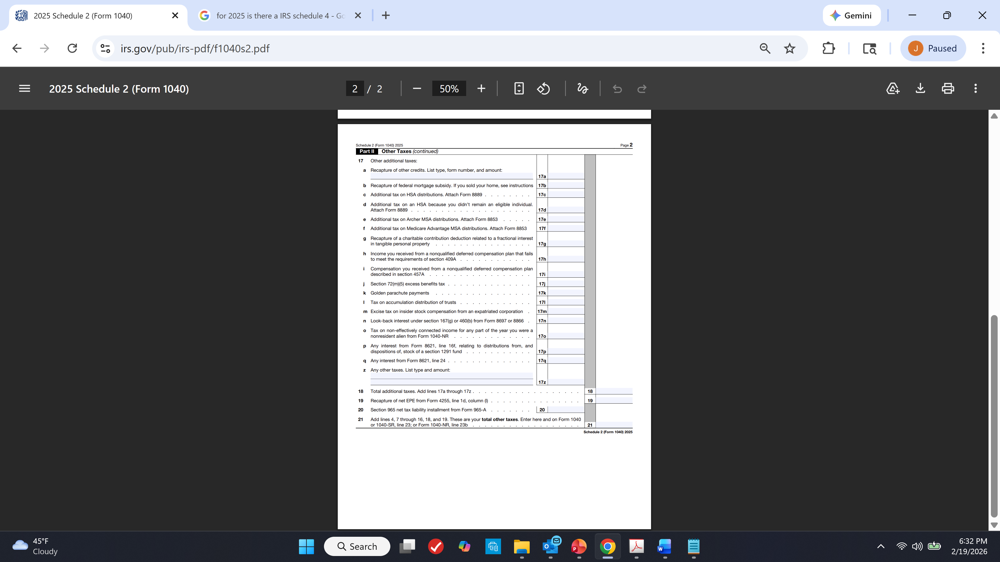 2025 Schedule 2 (Form 1040)
for 2025 is there a IRS schedule 4 - Go
Gemini
irs.gov/pub/irs-pdf/f1040s2.pdf
J Paused
2025 Schedule 2 (Form 1040)
2 / 2
50%
Schedule 2 (Form 1040) 2025 Page 2
Part II Other Taxes (continued)
17 Other additional taxes:
a Recapture of other credits. List type, form number, and amount:
17a
b Recapture of federal mortgage subsidy. If you sold your home, see instructions 17b
c Additional tax on HSA distributions. Attach Form 8889 . . . . . . . . 17c
d Additional tax on an HSA because you didn't remain an eligible individual.
Attach Form 8889 . . . . . . . . . . . . . . . . . . . . 17d
e Additional tax on Archer MSA distributions. Attach Form 8853 . . . . . 17e
f Additional tax on Medicare Advantage MSA distributions. Attach Form 8853 17f
g Recapture of a charitable contribution deduction related to a fractional interest
in tangible personal property . . . . . . . . . . . . . . . . 17g
h Income you received from a nonqualified deferred compensation plan that fails
to meet the requirements of section 409A . . . . . . . . . . . . 17h
i Compensation you received from a nonqualified deferred compensation plan
described in section 457A . . . . . . . . . . . . . . . . . 17i
j Section 72(m)(5) excess benefits tax . . . . . . . . . . . . . . 17j
k Golden parachute payments . . . . . . . . . . . . . . . . 17k
l Tax on accumulation distribution of trusts . . . . . . . . . . . . 17l
m Excise tax on insider stock compensation from an expatriated corporation . 17m
n Look-back interest under section 167(g) or 460(b) from Form 8697 or 8866 . 17n
o Tax on non-effectively connected income for any part of the year you were a
nonresident alien from Form 1040-NR . . . . . . . . . . . . . 17o
p Any interest from Form 8621, line 16f, relating to distributions from, and
dispositions of, stock of a section 1291 fund . . . . . . . . . . . 17p
q Any interest from Form 8621, line 24 . . . . . . . . . . . . . . 17q
z Any other taxes. List type and amount:
17z
18 Total additional taxes. Add lines 17a through 17z . . . . . . . . . . . . . . . . . . 18
19 Recapture of net EPE from Form 4255, line 1d, column (l) . . . . . . . . . . . . . . . 19
20 Section 965 net tax liability installment from Form 965-A . . . . . . . 20
21 Add lines 4, 7 through 16, 18, and 19. These are your total other taxes. Enter here and on Form 1040
or 1040-SR, line 23; or Form 1040-NR, line 23b . . . . . . . . . . . . . . . . . . 21
Schedule 2 (Form 1040) 2025
45°F
Cloudy
Search
6:32 PM
2/19/2026